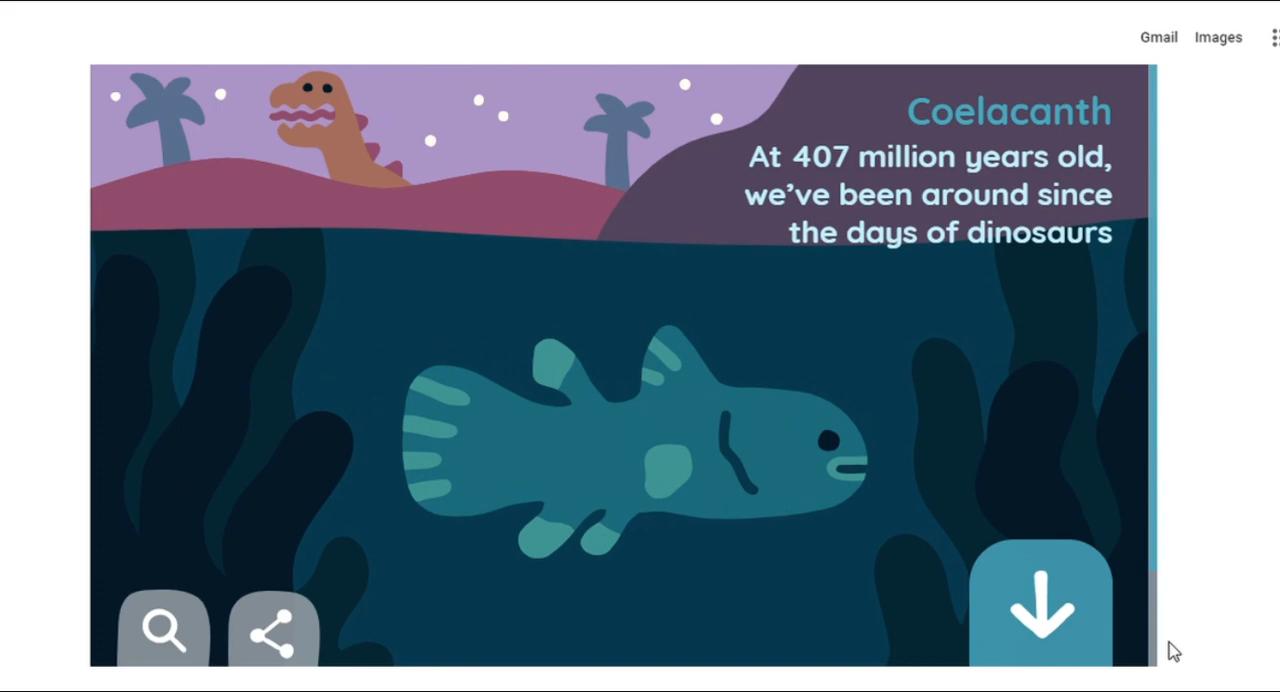 Gmail Images
Coelacanth
At 407 million years old,
we’ve been around since
the days of dinosaurs